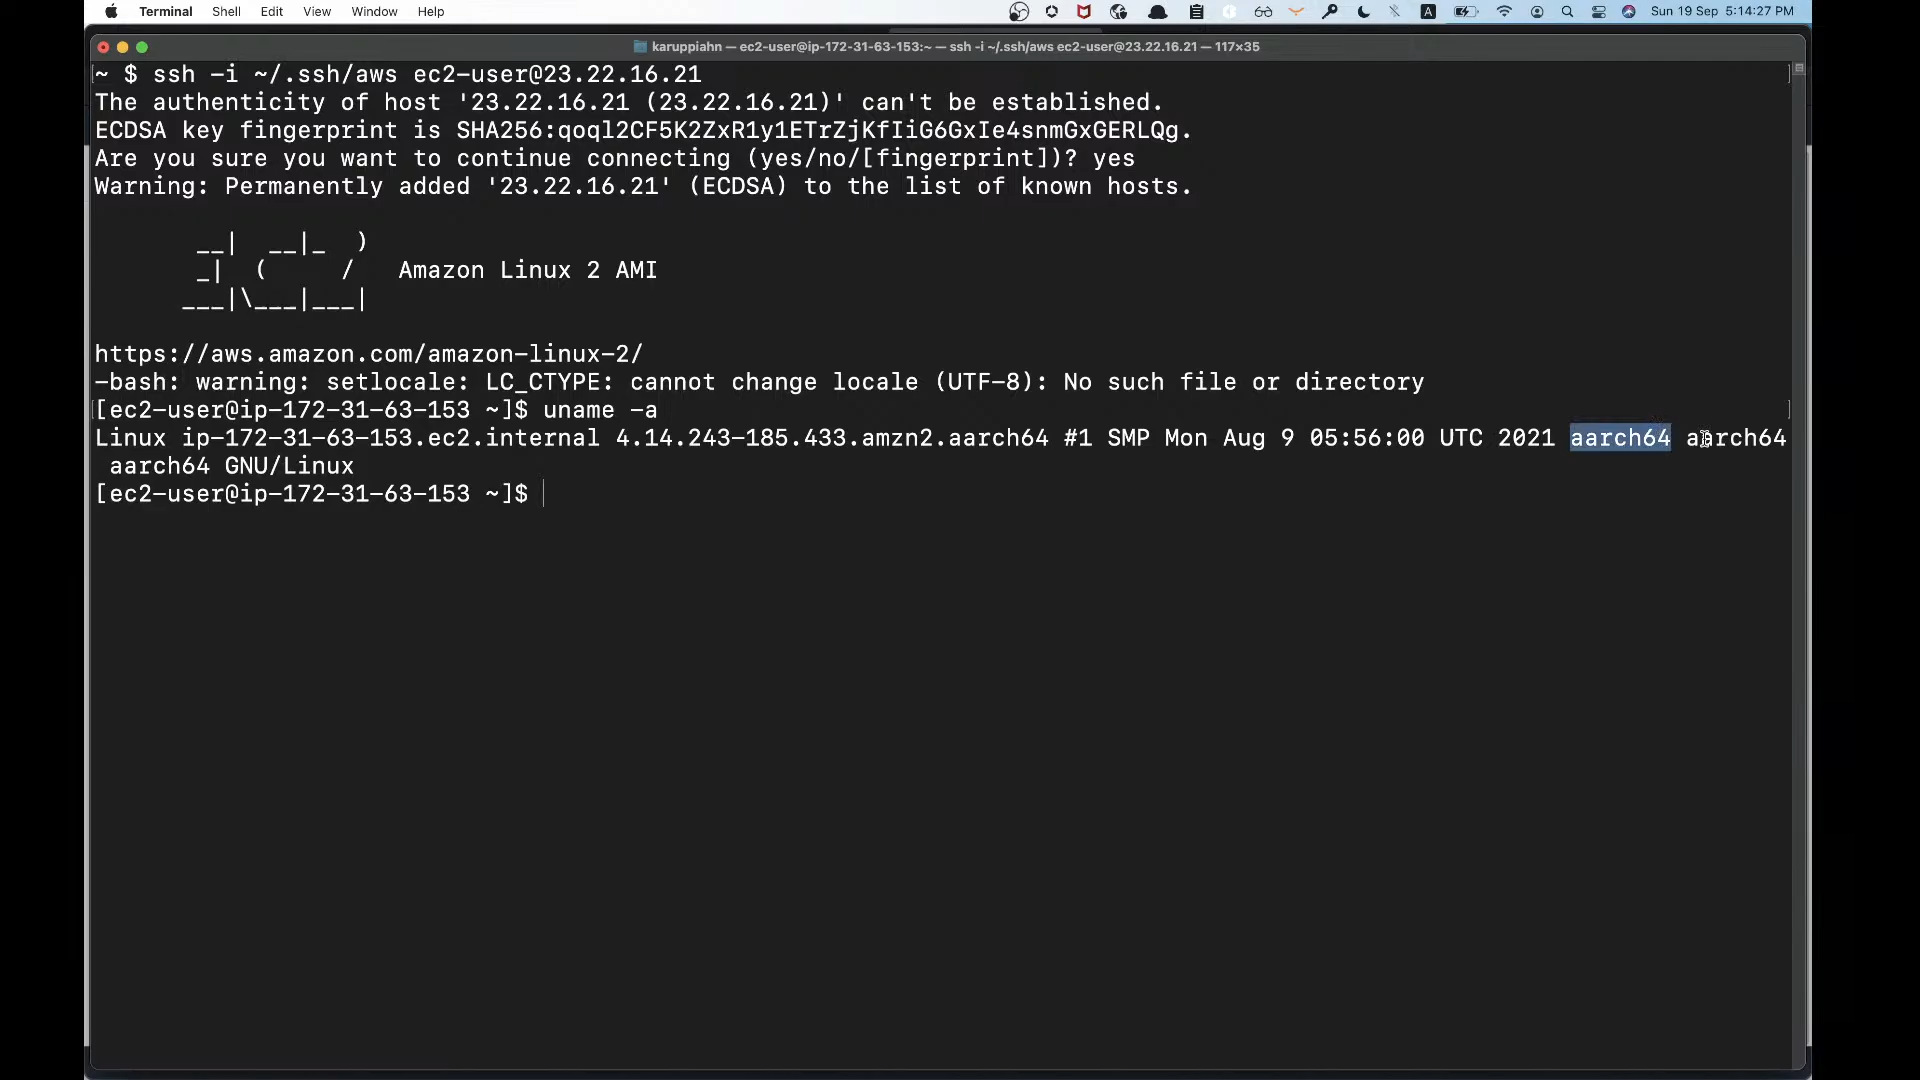 Terminal Shell Edit View Window Help A Sun 19 Sep 5:14:27 PM
karuppiahn — ec2-user@ip-172-31-63-153:~ — ssh -i ~/.ssh/aws ec2-user@23.22.16.21 — 117×35
[~ $ ssh -i ~/.ssh/aws ec2-user@23.22.16.21 ]
The authenticity of host '23.22.16.21 (23.22.16.21)' can't be established.
ECDSA key fingerprint is SHA256:qoql2CF5K2ZxR1y1ETrZjKfIiG6GxIe4snmGxGERLQg.
Are you sure you want to continue connecting (yes/no/[fingerprint])? yes
Warning: Permanently added '23.22.16.21' (ECDSA) to the list of known hosts.
       __|  __|_  )
       _|  (     /   Amazon Linux 2 AMI
      ___|\___|___|
https://aws.amazon.com/amazon-linux-2/
-bash: warning: setlocale: LC_CTYPE: cannot change locale (UTF-8): No such file or directory
[[ec2-user@ip-172-31-63-153 ~]$ uname -a ]
Linux ip-172-31-63-153.ec2.internal 4.14.243-185.433.amzn2.aarch64 #1 SMP Mon Aug 9 05:56:00 UTC 2021 aarch64 aarch64
 aarch64 GNU/Linux
[ec2-user@ip-172-31-63-153 ~]$